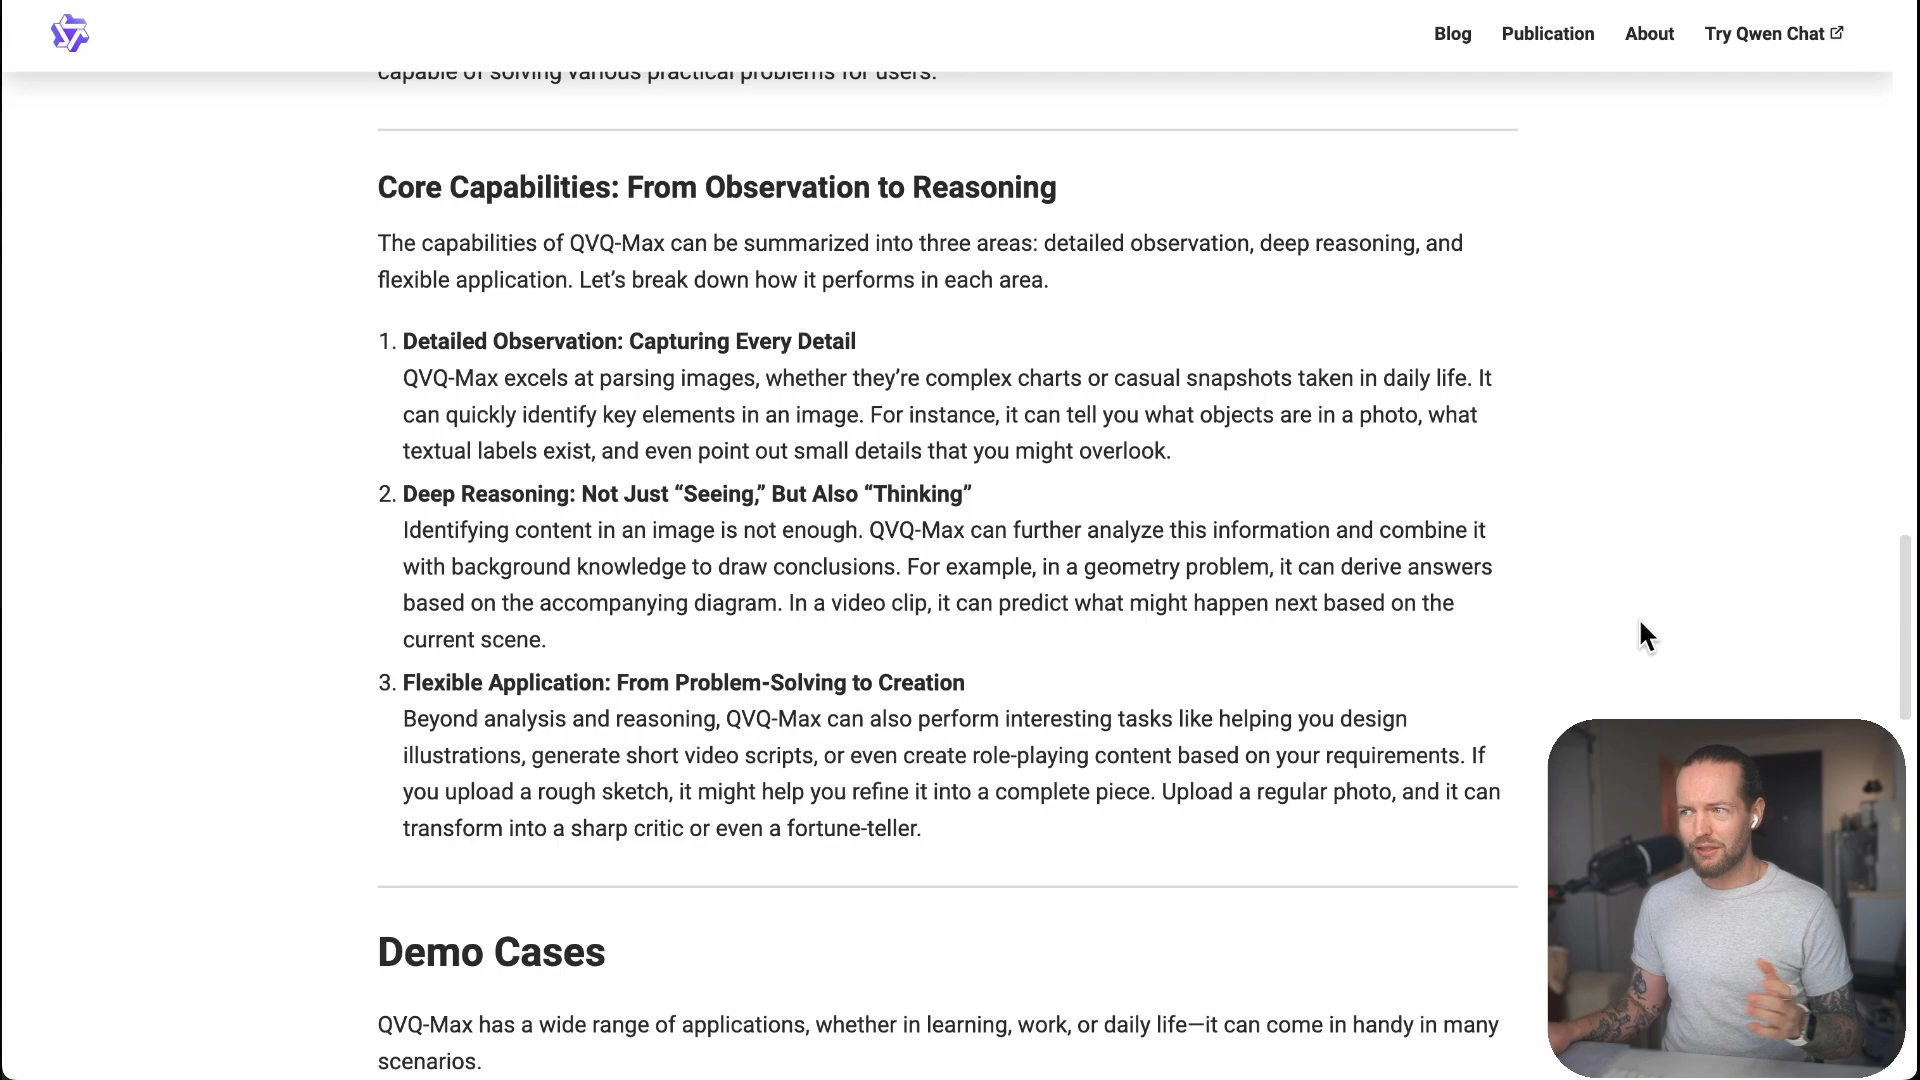 Blog Publication About Try Qwen Chat
capable of solving various practical problems for users.
Core Capabilities: From Observation to Reasoning
The capabilities of QVQ-Max can be summarized into three areas: detailed observation, deep reasoning, and
flexible application. Let’s break down how it performs in each area.
1. Detailed Observation: Capturing Every Detail
QVQ-Max excels at parsing images, whether they’re complex charts or casual snapshots taken in daily life. It
can quickly identify key elements in an image. For instance, it can tell you what objects are in a photo, what
textual labels exist, and even point out small details that you might overlook.
2. Deep Reasoning: Not Just “Seeing,” But Also “Thinking”
Identifying content in an image is not enough. QVQ-Max can further analyze this information and combine it
with background knowledge to draw conclusions. For example, in a geometry problem, it can derive answers
based on the accompanying diagram. In a video clip, it can predict what might happen next based on the
current scene.
3. Flexible Application: From Problem-Solving to Creation
Beyond analysis and reasoning, QVQ-Max can also perform interesting tasks like helping you design
illustrations, generate short video scripts, or even create role-playing content based on your requirements. If
you upload a rough sketch, it might help you refine it into a complete piece. Upload a regular photo, and it can
transform into a sharp critic or even a fortune-teller.
Demo Cases
QVQ-Max has a wide range of applications, whether in learning, work, or daily life—it can come in handy in many
scenarios.